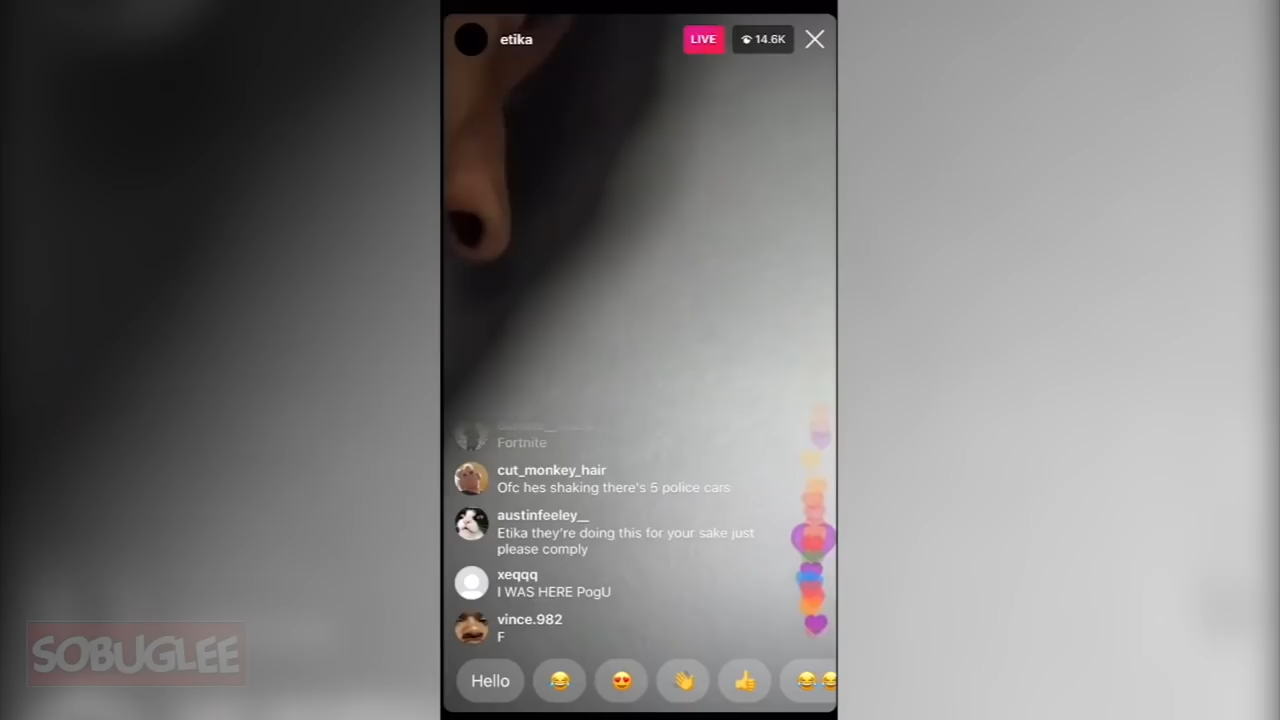 etika
LIVE
14.6K
Fortnite
cut_monkey_hair
Ofc hes shaking there's 5 police cars
austinfeeley__
Etika they're doing this for your sake just
please comply
xeqqq
I WAS HERE PogU
vince.982
F
Hello
SOBUGLEE